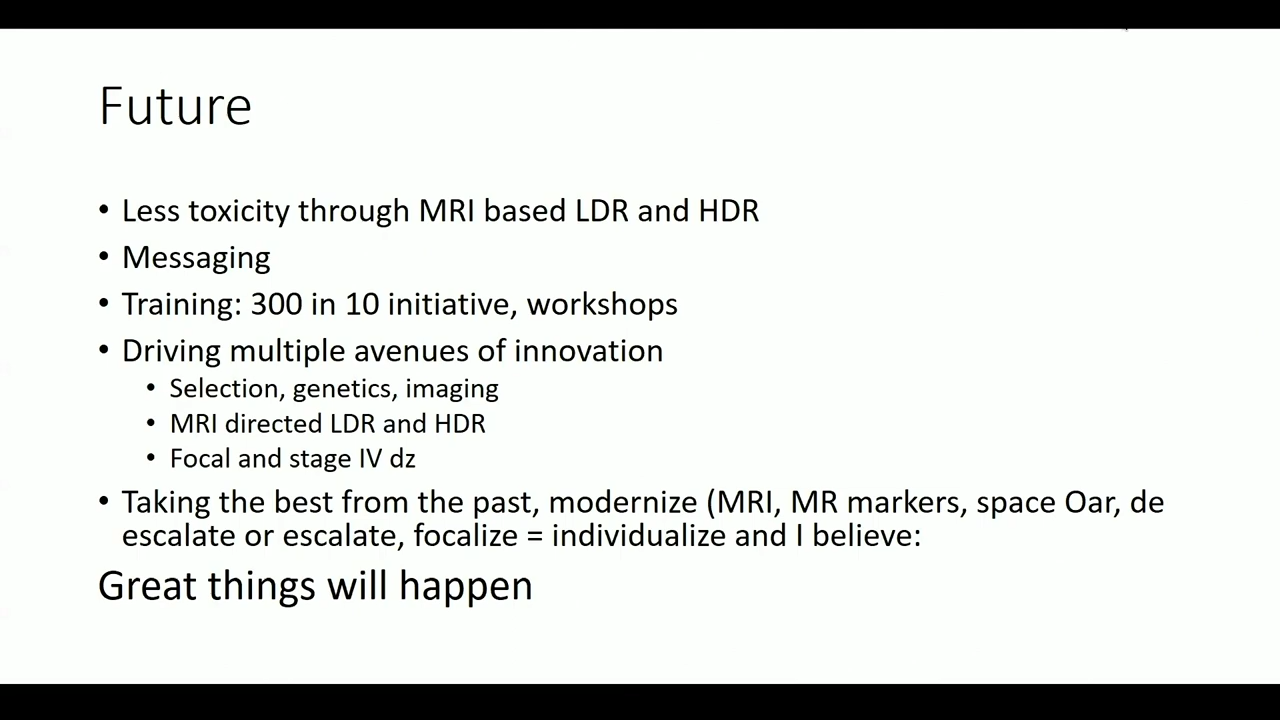 Future
• Less toxicity through MRI based LDR and HDR
• Messaging
• Training: 300 in 10 initiative, workshops
• Driving multiple avenues of innovation
• Selection, genetics, imaging
• MRI directed LDR and HDR
• Focal and stage IV dz
• Taking the best from the past, modernize (MRI, MR markers, space Oar, de
escalate or escalate, focalize = individualize and I believe:
Great things will happen